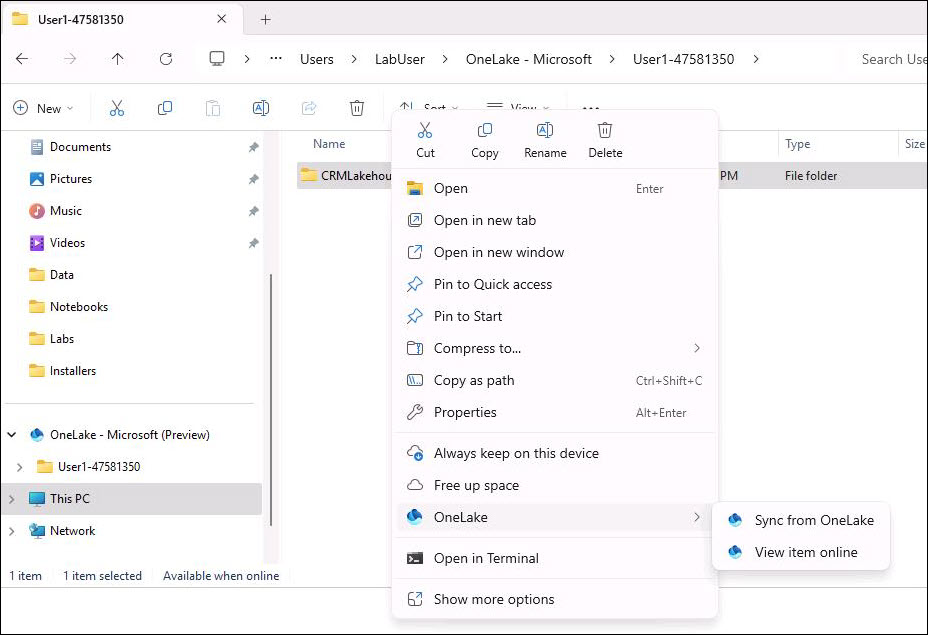 User1-47581350
Users LabUser OneLake - Microsoft User1-47581350 Search Use
New Sort View
Name Type Size
CRMLakehou PM File folder
Documents
Pictures
Music
Videos
Data
Notebooks
Labs
Installers
OneLake - Microsoft (Preview)
User1-47581350
This PC
Network
1 item 1 item selected Available when online
Cut Copy Rename Delete
Open Enter
Open in new tab
Open in new window
Pin to Quick access
Pin to Start
Compress to...
Copy as path Ctrl+Shift+C
Properties Alt+Enter
Always keep on this device
Free up space
OneLake
Open in Terminal
Show more options
Sync from OneLake
View item online